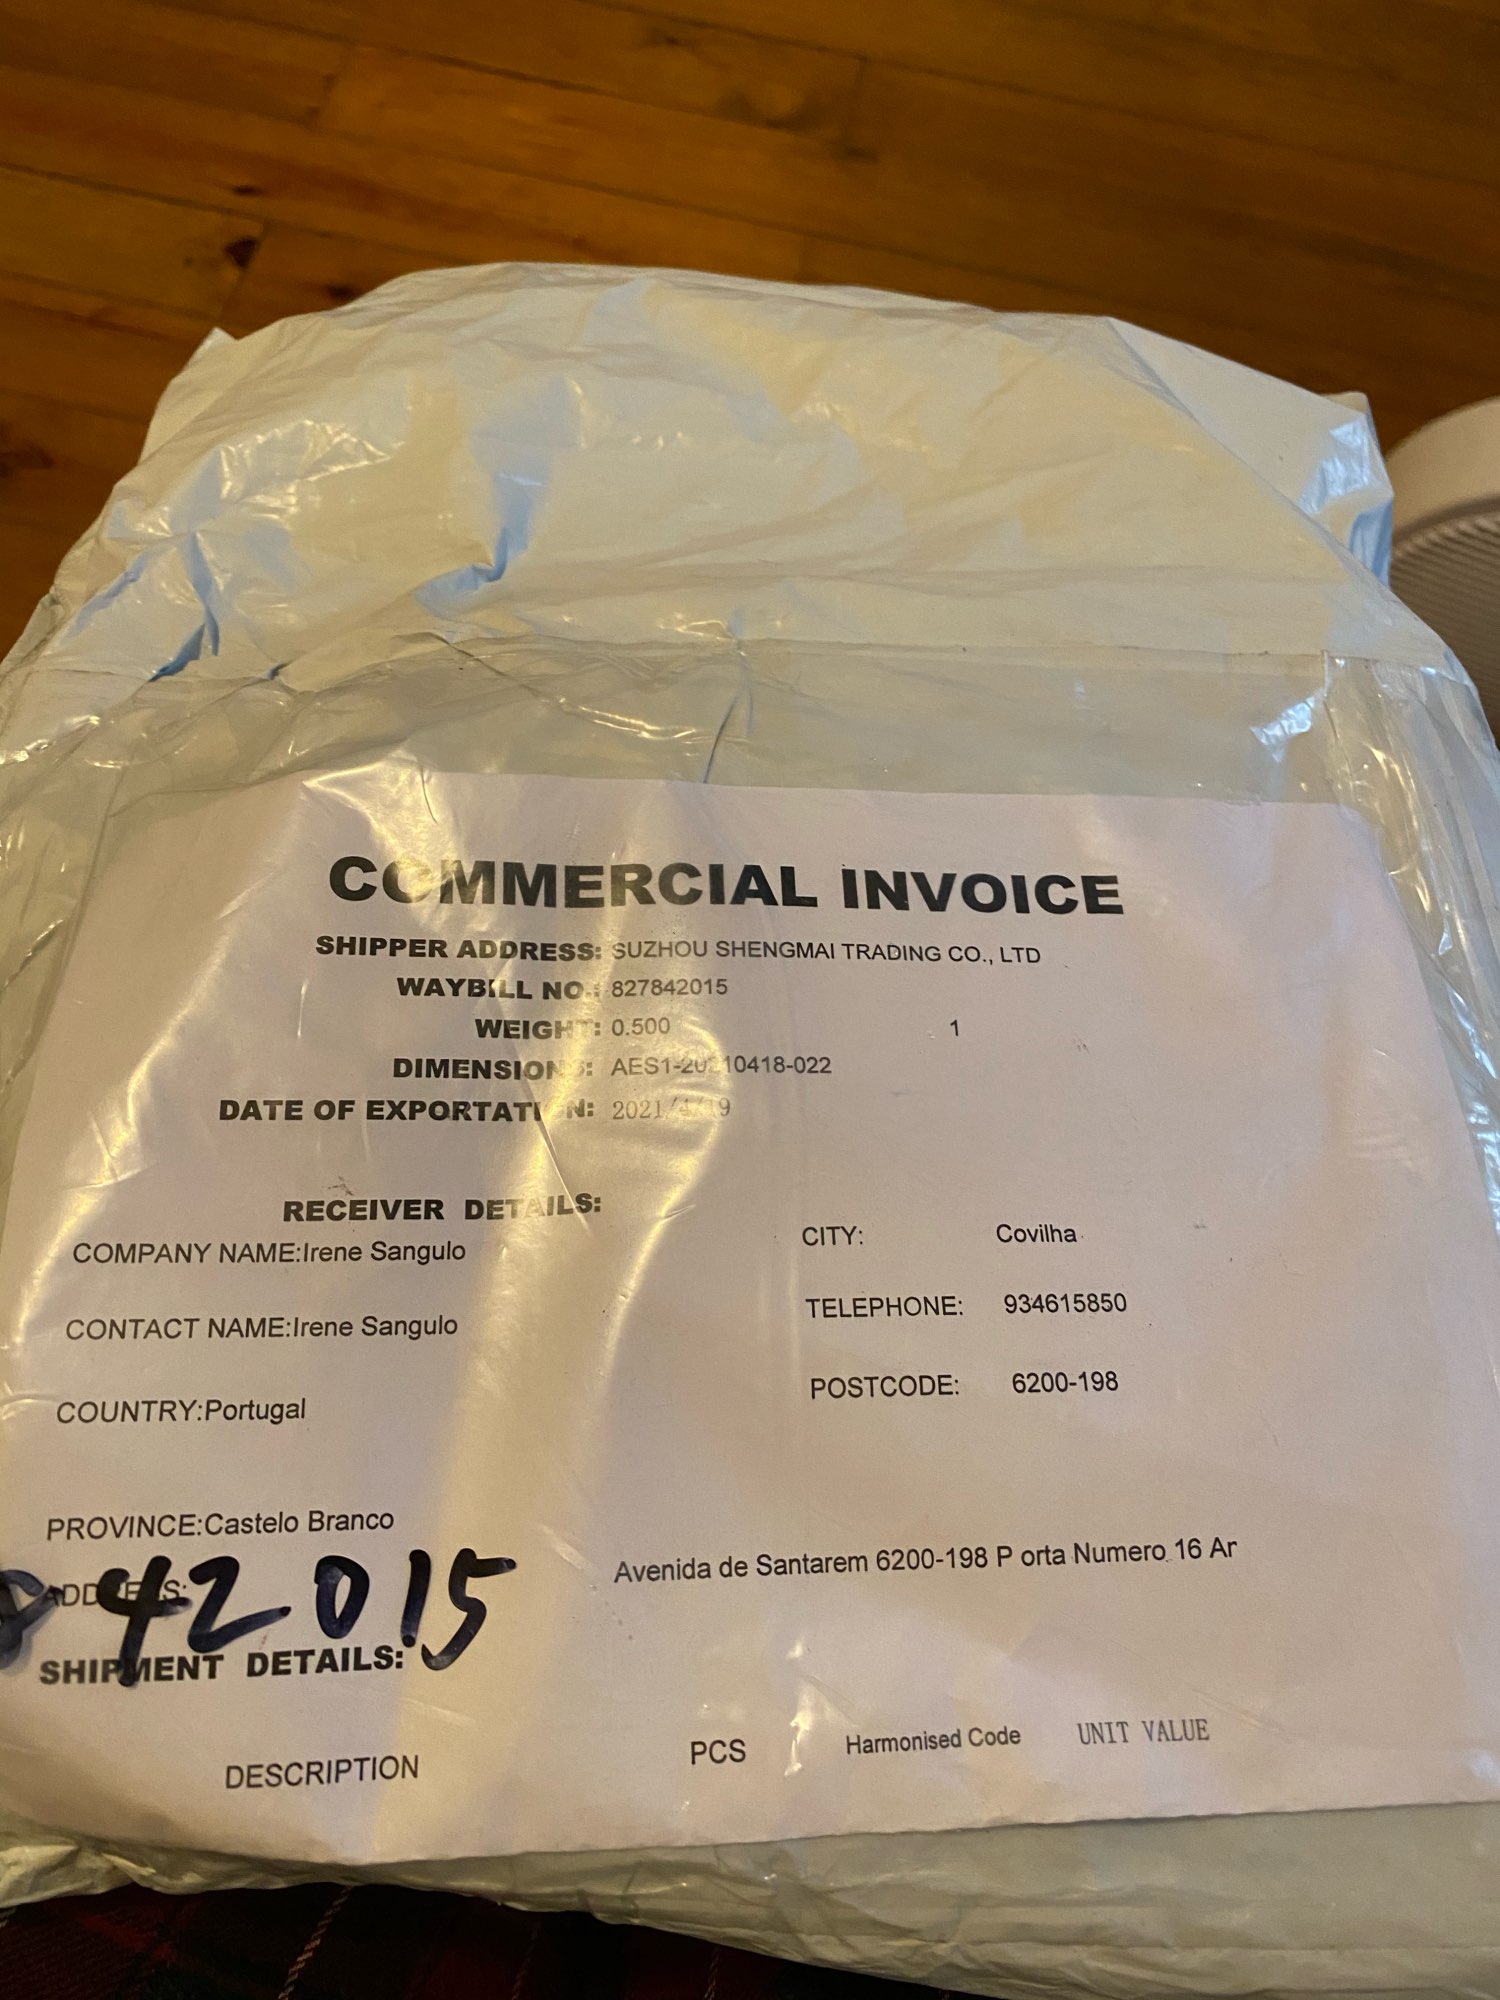 COMMERCIAL INVOICE
SHIPPER ADDRESS: SUZHOU SHENGMAI TRADING CO., LTD
WAYBILL NO.: 827842015
WEIGHT: 0.500 1
DIMENSIONS: AES1-20210418-022
DATE OF EXPORTATION: 2021/4/19
RECEIVER DETAILS:
COMPANY NAME:Irene Sangulo
CITY: Covilha
CONTACT NAME:Irene Sangulo
TELEPHONE: 934615850
COUNTRY:Portugal
POSTCODE: 6200-198
PROVINCE:Castelo Branco
ADDRESS: Avenida de Santarem 6200-198 P orta Numero 16 Ar
42015
SHIPMENT DETAILS:
DESCRIPTION PCS Harmonised Code UNIT VALUE